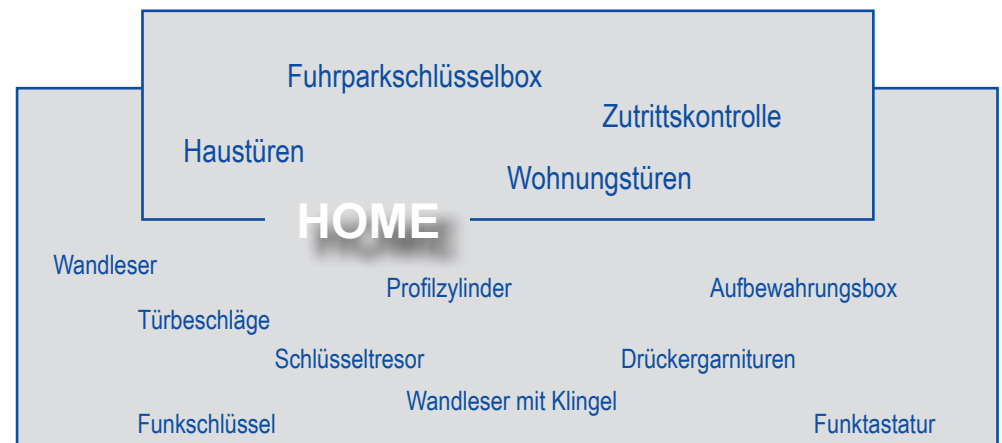 Fuhrparkschlüsselbox
Zutrittskontrolle
Haustüren
Wohnungstüren
HOME
Wandleser
Profilzylinder
Aufbewahrungsbox
Türbeschläge
Schlüsseltresor
Drückergarnituren
Wandleser mit Klingel
Funkschlüssel
Funktastatur